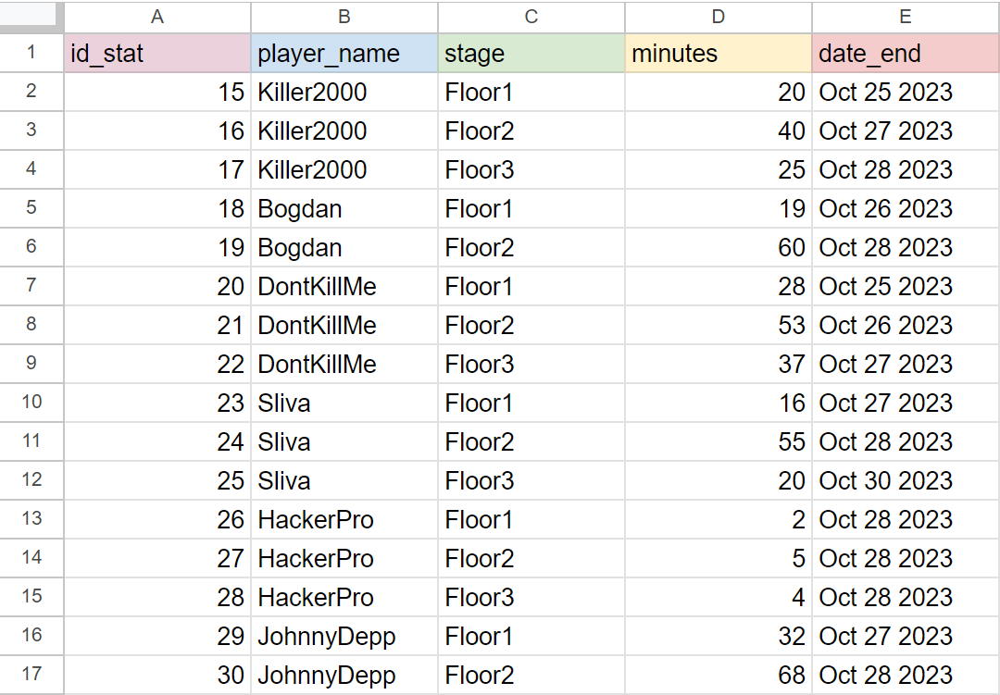 A B C D E
1 id_stat player_name stage minutes date_end
2 15 Killer2000 Floor1 20 Oct 25 2023
3 16 Killer2000 Floor2 40 Oct 27 2023
4 17 Killer2000 Floor3 25 Oct 28 2023
5 18 Bogdan Floor1 19 Oct 26 2023
6 19 Bogdan Floor2 60 Oct 28 2023
7 20 DontKillMe Floor1 28 Oct 25 2023
8 21 DontKillMe Floor2 53 Oct 26 2023
9 22 DontKillMe Floor3 37 Oct 27 2023
10 23 Sliva Floor1 16 Oct 27 2023
11 24 Sliva Floor2 55 Oct 28 2023
12 25 Sliva Floor3 20 Oct 30 2023
13 26 HackerPro Floor1 2 Oct 28 2023
14 27 HackerPro Floor2 5 Oct 28 2023
15 28 HackerPro Floor3 4 Oct 28 2023
16 29 JohnnyDepp Floor1 32 Oct 27 2023
17 30 JohnnyDepp Floor2 68 Oct 28 2023